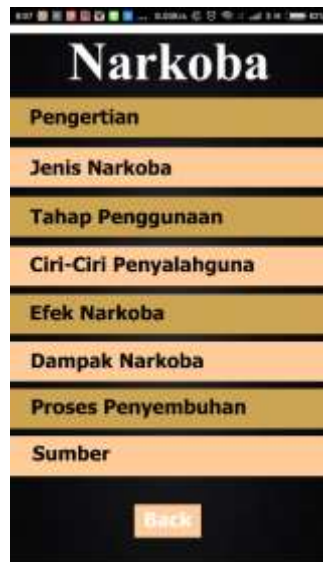 Narkoba
Pengertian
Jenis Narkoba
Tahap Penggunaan
Ciri-Ciri Penyalahguna
Efek Narkoba
Dampak Narkoba
Proses Penyembuhan
Sumber
Back